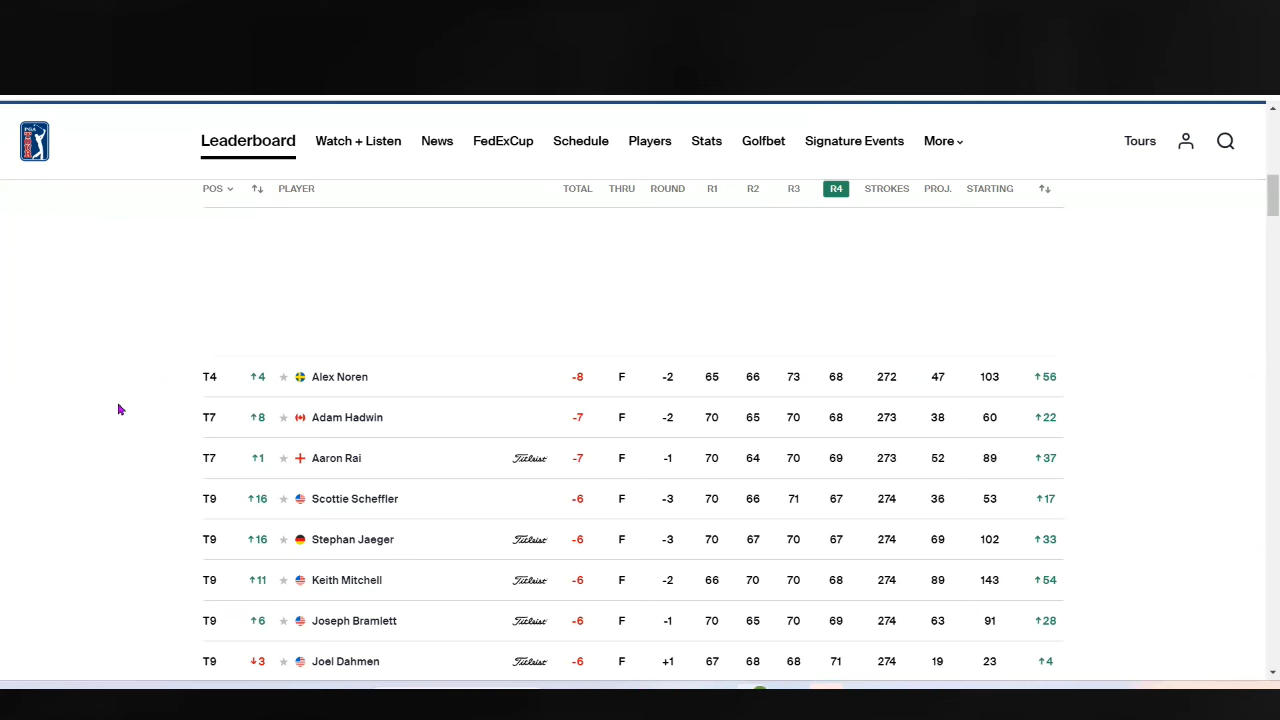 PGA TOUR Leaderboard Watch + Listen News FedExCup Schedule Players Stats Golfbet Signature Events More Tours
POS PLAYER TOTAL THRU ROUND R1 R2 R3 R4 STROKES PROJ. STARTING
T4 ↑4 Alex Noren -8 F -2 65 66 73 68 272 47 103 ↑56
T7 ↑8 Adam Hadwin -7 F -2 70 65 70 68 273 38 60 ↑22
T7 ↑1 Aaron Rai Titleist -7 F -1 70 64 70 69 273 52 89 ↑37
T9 ↑16 Scottie Scheffler -6 F -3 70 66 71 67 274 36 53 ↑17
T9 ↑16 Stephan Jaeger Titleist -6 F -3 70 67 70 67 274 69 102 ↑33
T9 ↑11 Keith Mitchell Titleist -6 F -2 66 70 70 68 274 89 143 ↑54
T9 ↑6 Joseph Bramlett Titleist -6 F -1 70 65 70 69 274 63 91 ↑28
T9 ↓3 Joel Dahmen Titleist -6 F +1 67 68 68 71 274 19 23 ↑4